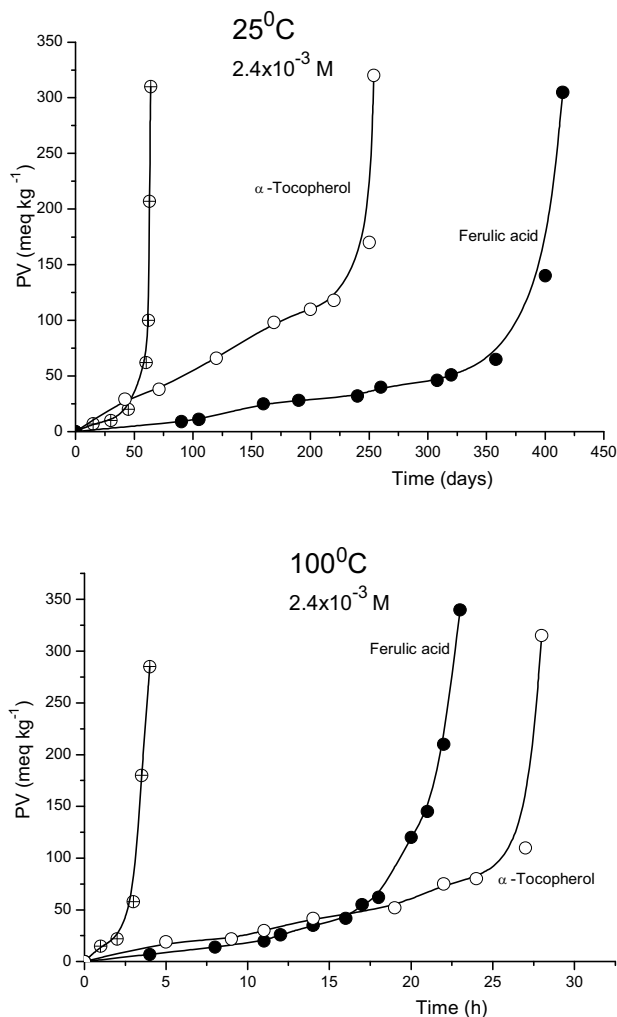 25⁰C
2.4x10⁻³ M
350
300
250
200
150
100
50
0
PV (meq kg⁻¹)
α-Tocopherol
Ferulic acid
0 50 100 150 200 250 300 350 400 450
Time (days)
100⁰C
2.4x10⁻³ M
350
300
250
200
150
100
50
0
PV (meq kg⁻¹)
Ferulic acid
α-Tocopherol
0 5 10 15 20 25 30
Time (h)